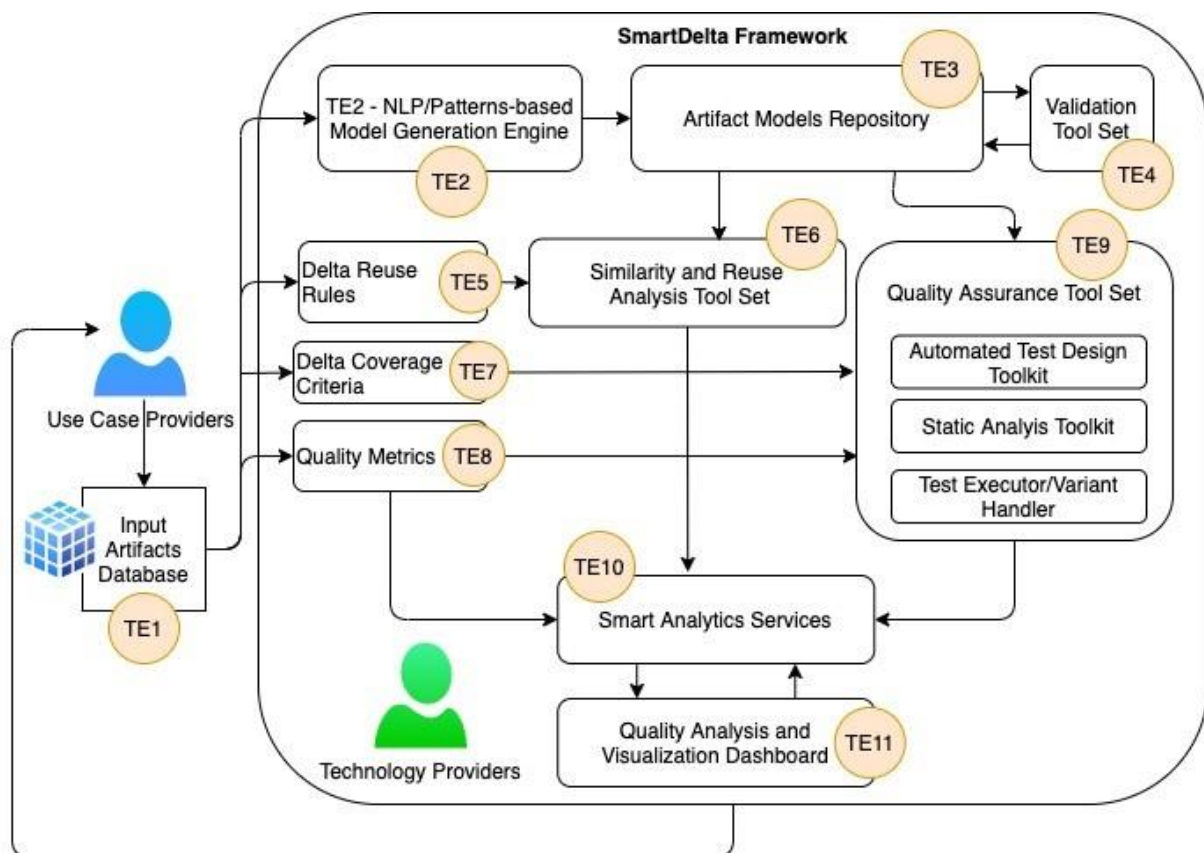 SmartDelta Framework
TE2 - NLP/Patterns-based
Model Generation Engine
TE2
Artifact Models Repository
TE3
Validation
Tool Set
TE4
Delta Reuse
Rules
TE5
Similarity and Reuse
Analysis Tool Set
TE6
TE9
Quality Assurance Tool Set
Automated Test Design
Toolkit
Static Analyis Toolkit
Test Executor/Variant
Handler
Delta Coverage
Criteria
TE7
Quality Metrics
TE8
Use Case Providers
Input
Artifacts
Database
TE1
TE10
Smart Analytics Services
Quality Analysis and
Visualization Dashboard
TE11
Technology Providers